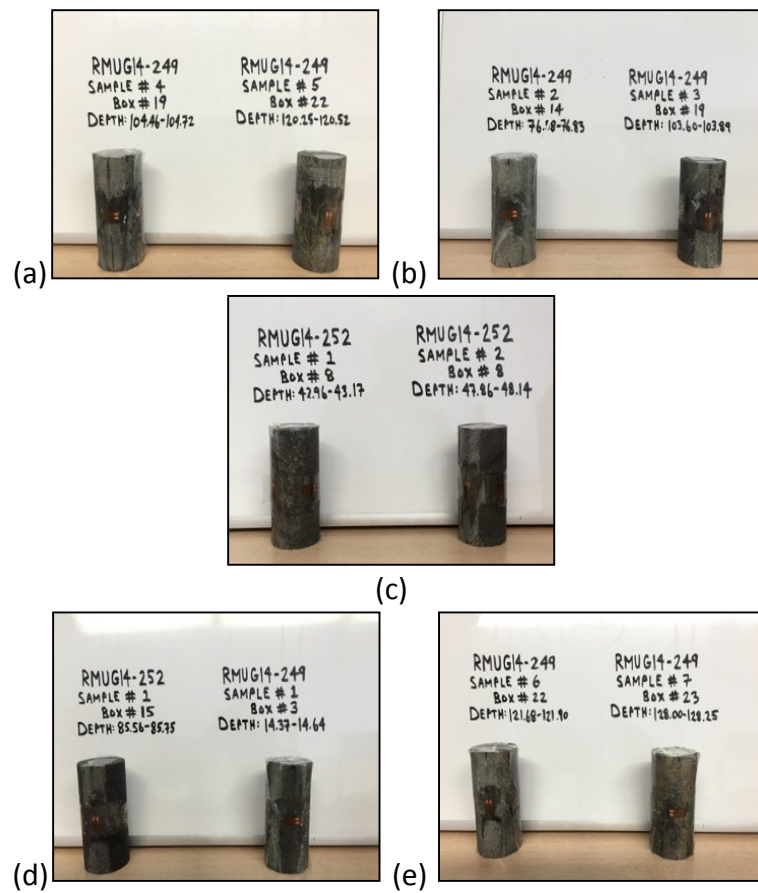 RMUG14-249
SAMPLE # 4
BOX #19
DEPTH: 104.46-104.72
RMUG14-249
SAMPLE # 5
BOX #22
DEPTH: 120.25-120.52
(a)
RMUG14-249
SAMPLE # 2
BOX # 14
RMUG14-249
SAMPLE # 3
BOX #19
DEPTH: 103.60-103.89
(b)
RMUG14-252
SAMPLE # 1
BOX # 8
DEPTH: 42.96-43.17
RMUG14-252
SAMPLE # 2
BOX # 8
DEPTH: 47.86-48.14
(c)
RMUG14-252
SAMPLE # 1
BOX #15
DEPTH: 85.56-85.75
RMUG14-249
SAMPLE # 1
BOX #3
DEPTH: 14.37-14.64
(d)
RMUG14-249
SAMPLE # 6
BOX # 22
DEPTH: 121.68-121.90
RMUG14-249
SAMPLE # 7
BOX # 23
DEPTH: 128.00-128.25
(e)